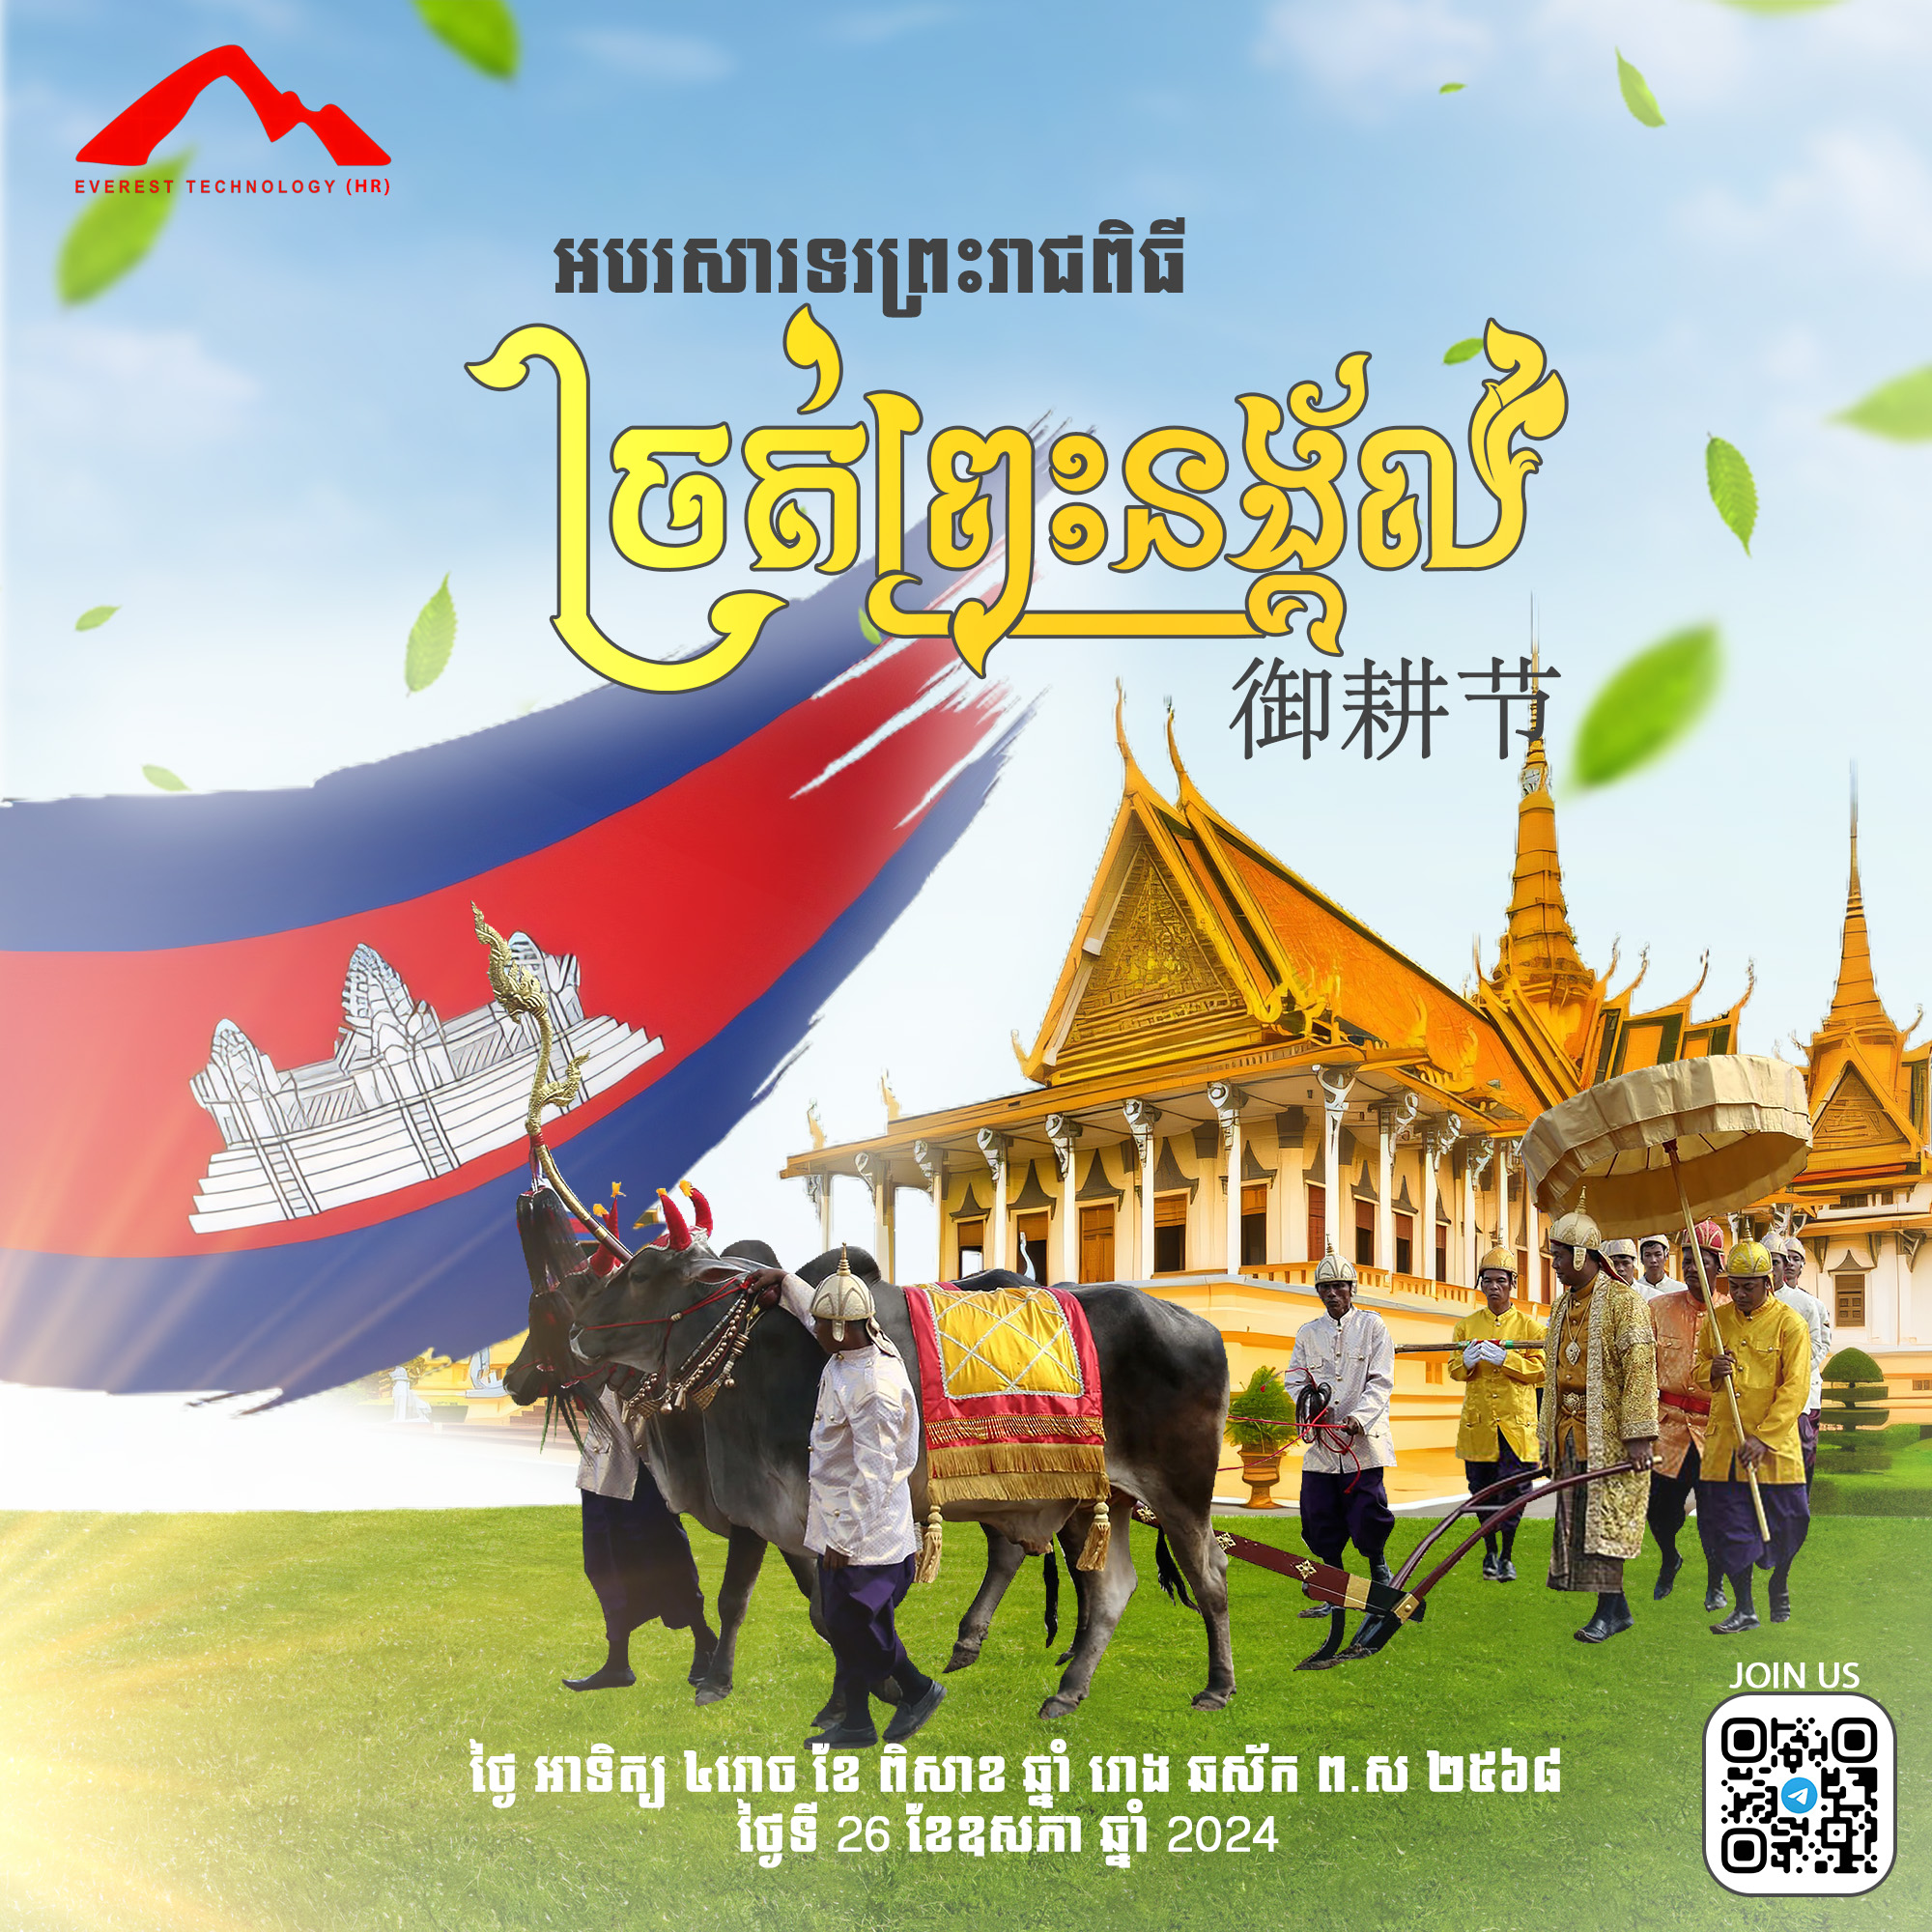 EVEREST TECHNOLOGY (HR)
អបអរសាទរព្រះរាជពិធី
ច្រត់ព្រះនង្គ័ល
御耕节
JOIN US
ថ្ងៃ អាទិត្យ ៤រោច ខែ ពិសាខ ឆ្នាំ រោង ឆស័ក ព.ស ២៥៦៨
ថ្ងៃទី 26 ខែឧសភា ឆ្នាំ 2024